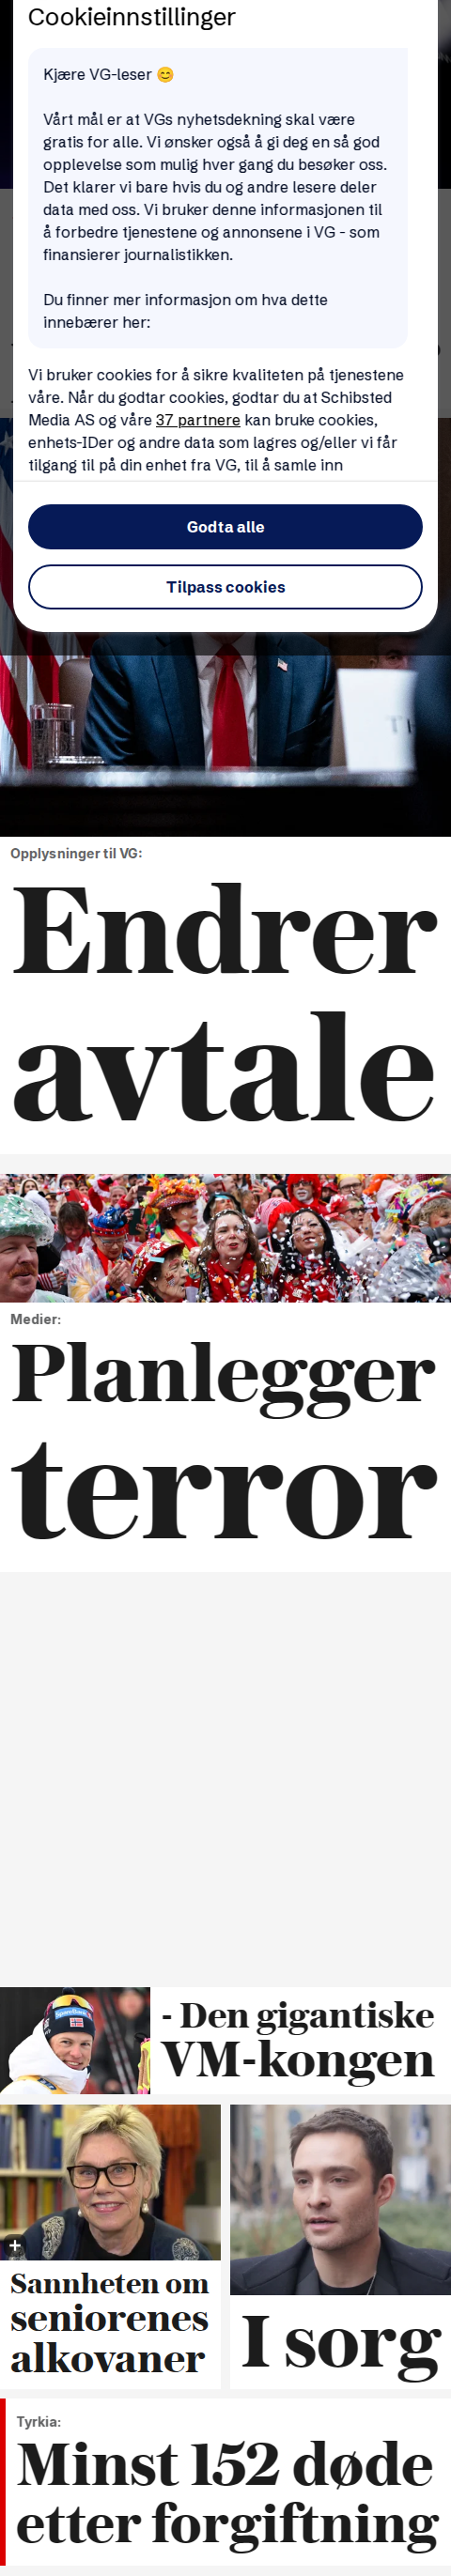 Cookieinnstillinger
Kjære VG-leser 😊
Vårt mål er at VGs nyhetsdekning skal være
gratis for alle. Vi ønsker også å gi deg en så god
opplevelse som mulig hver gang du besøker oss.
Det klarer vi bare hvis du og andre lesere deler
data med oss. Vi bruker denne informasjonen til
å forbedre tjenestene og annonsene i VG - som
finansierer journalistikken.
Du finner mer informasjon om hva dette
innebærer her:
Vi bruker cookies for å sikre kvaliteten på tjenestene
våre. Når du godtar cookies, godtar du at Schibsted
Media AS og våre 37 partnere kan bruke cookies,
enhets-IDer og andre data som lagres og/eller vi får
tilgang til på din enhet fra VG, til å samle inn
Godta alle
Tilpass cookies
Opplysninger til VG:
Endrer
avtale
Medier:
Planlegger
terror
- Den gigantiske
VM-kongen
Sannheten om
seniorenes
alkovaner
I sorg
Tyrkia:
Minst 152 døde
etter forgiftning